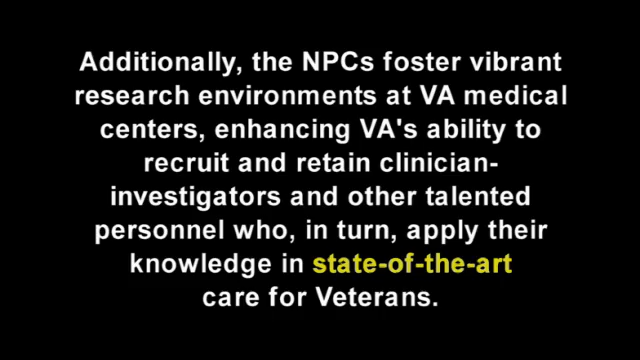 Additionally, the NPCs foster vibrant
research environments at VA medical
centers, enhancing VA's ability to
recruit and retain clinician-
investigators and other talented
personnel who, in turn, apply their
knowledge in state-of-the-art
care for Veterans.